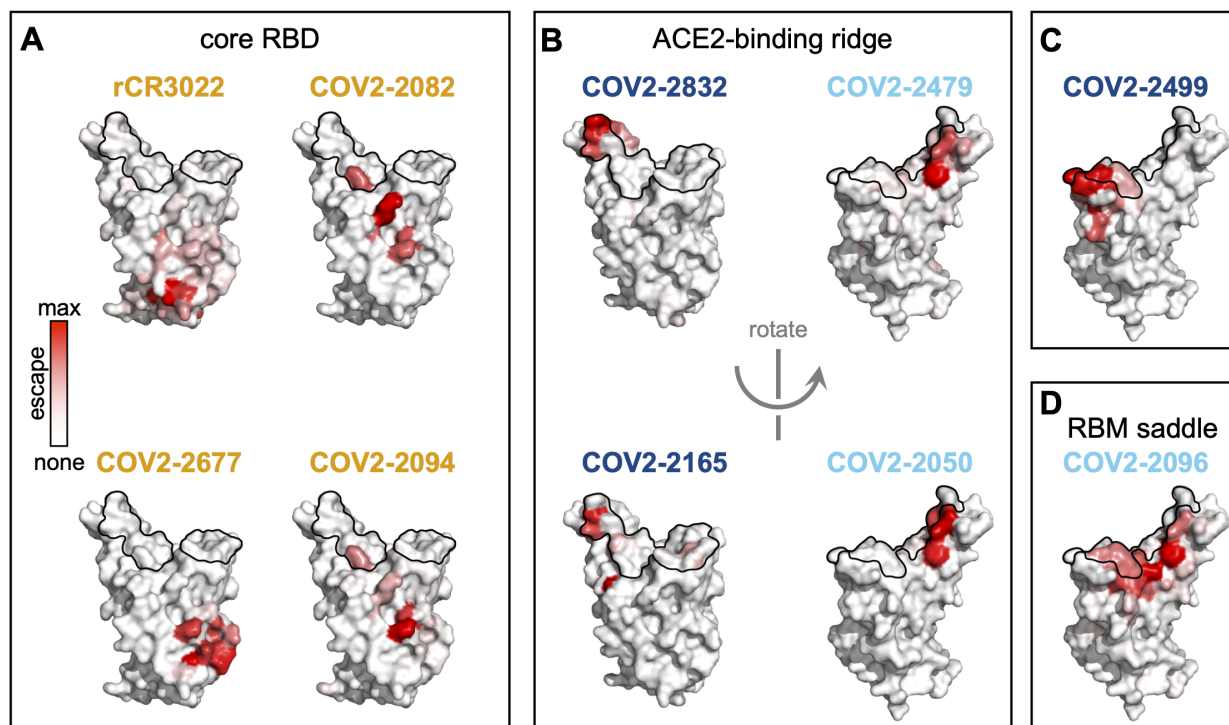 A
core RBD
rCR3022
COV2-2082
max
escape
none
COV2-2677
COV2-2094
B
ACE2-binding ridge
COV2-2832
COV2-2479
rotate
COV2-2165
COV2-2050
C
COV2-2499
D
RBM saddle
COV2-2096